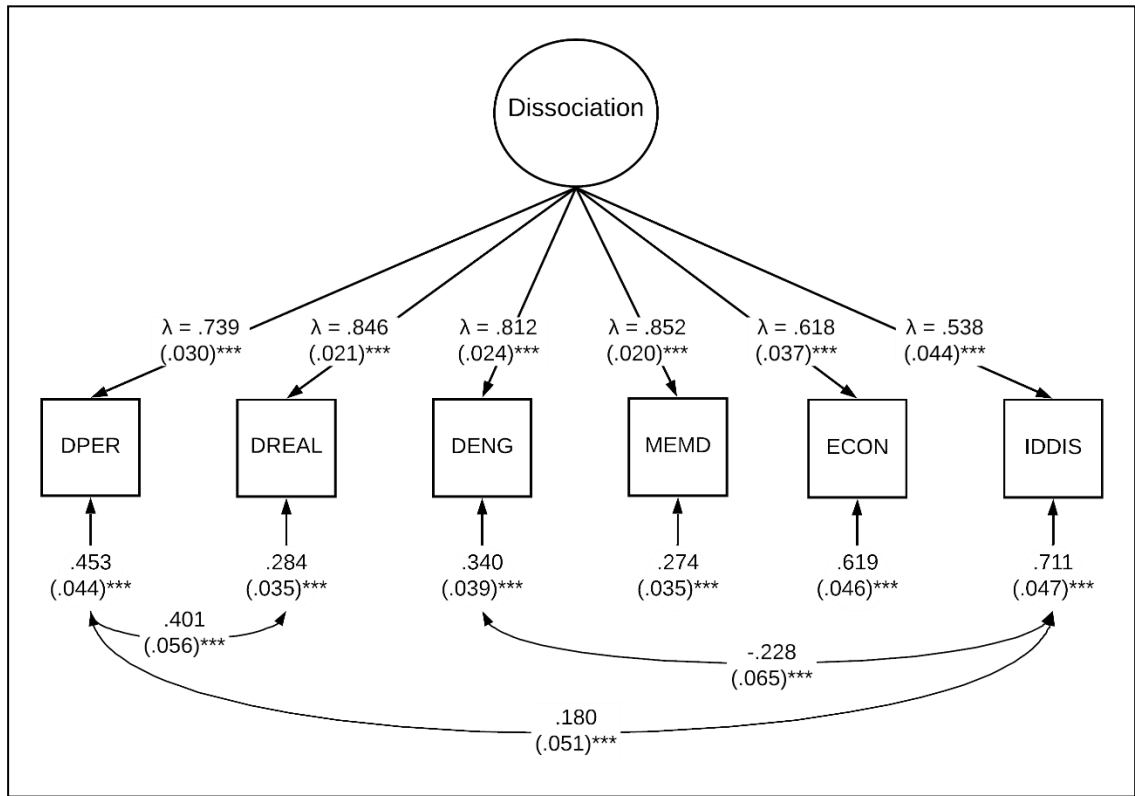 Dissociation
λ = .739
(.030)***
λ = .846
(.021)***
λ = .812
(.024)***
λ = .852
(.020)***
λ = .618
(.037)***
λ = .538
(.044)***
DPER
DREAL
DENG
MEMD
ECON
IDDIS
.453
(.044)***
.284
(.035)***
.340
(.039)***
.274
(.035)***
.619
(.046)***
.711
(.047)***
.401
(.056)***
-.228
(.065)***
.180
(.051)***